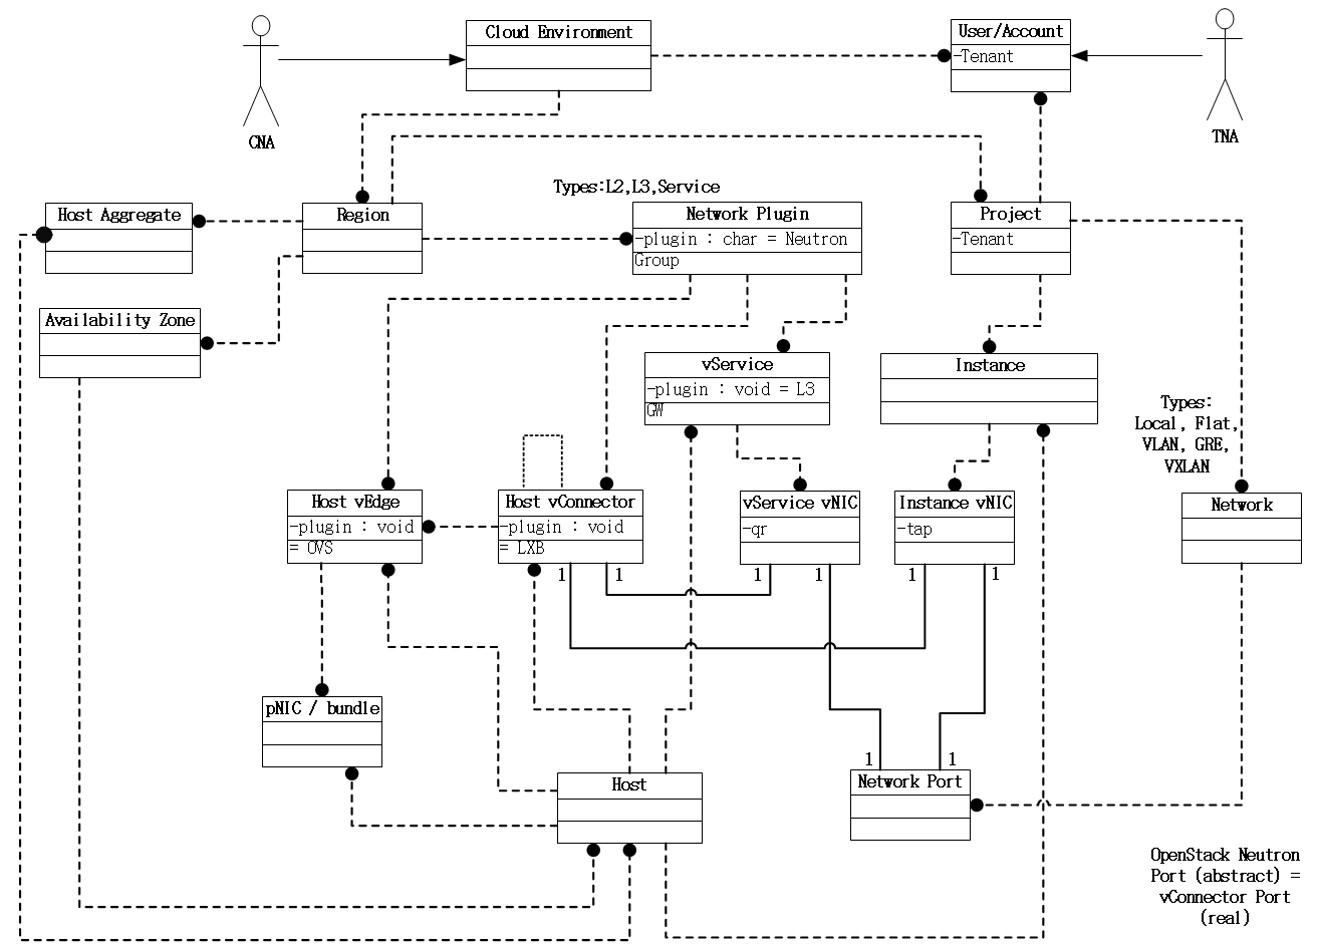 Cloud Environment
User/Account
-Tenant
CNA
TNA
Types:L2,L3,Service
Host Aggregate
Region
Network Plugin
-plugin : char = Neutron
Group
Project
-Tenant
Availability Zone
vService
-plugin : void = L3
GW
Instance
Types:
Local, Flat,
VLAN, GRE,
VXLAN
Host vEdge
-plugin : void
= OVS
Host vConnector
-plugin : void
= LXB
vService vNIC
-qr
Instance vNIC
-tap
Network
1
1
1
1
1
1
pNIC / bundle
1
1
Host
Network Port
OpenStack Neutron
Port (abstract) =
vConnector Port
(real)